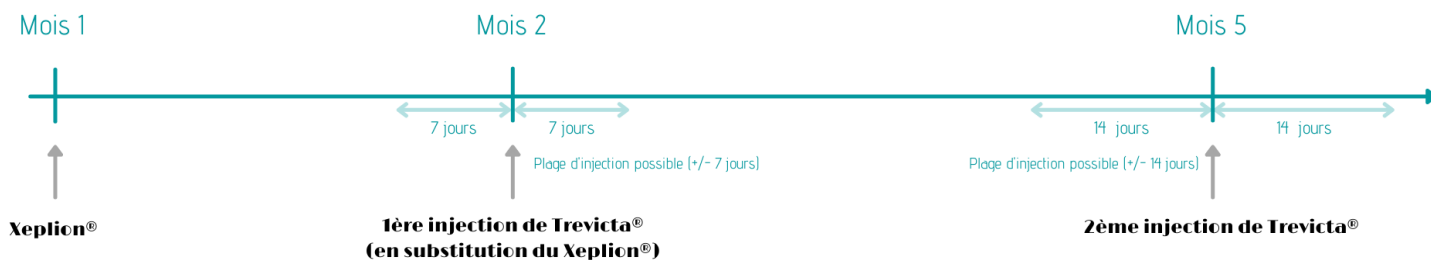 Mois 1
Mois 2
Mois 5
7 jours
7 jours
14 jours
14 jours
Plage d'injection possible (+/- 7 jours)
Plage d'injection possible (+/- 14 jours)
Xeplion®
1ère injection de Trevicta®
(en substitution du Xeplion®)
2ème injection de Trevicta®